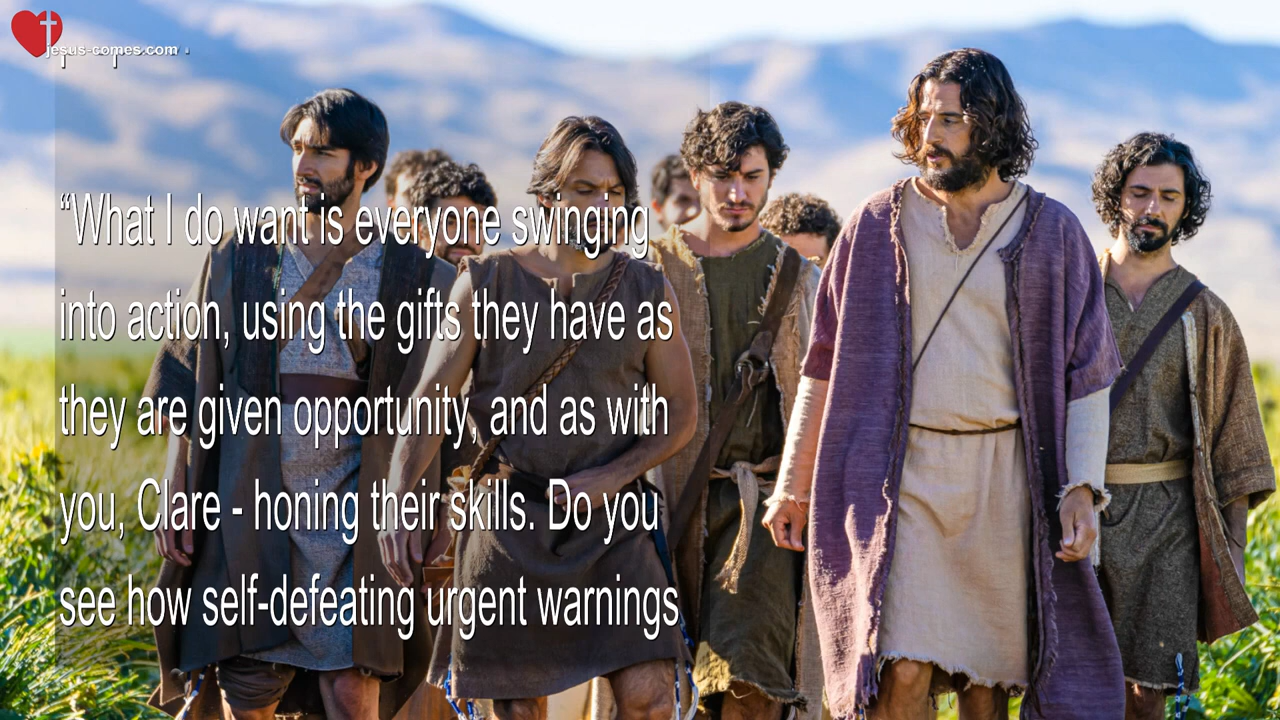 jesus-comes.com
“What I do want is everyone swinging
into action, using the gifts they have as
they are given opportunity, and as with
you, Clare - honing their skills. Do you
see how self-defeating urgent warnings